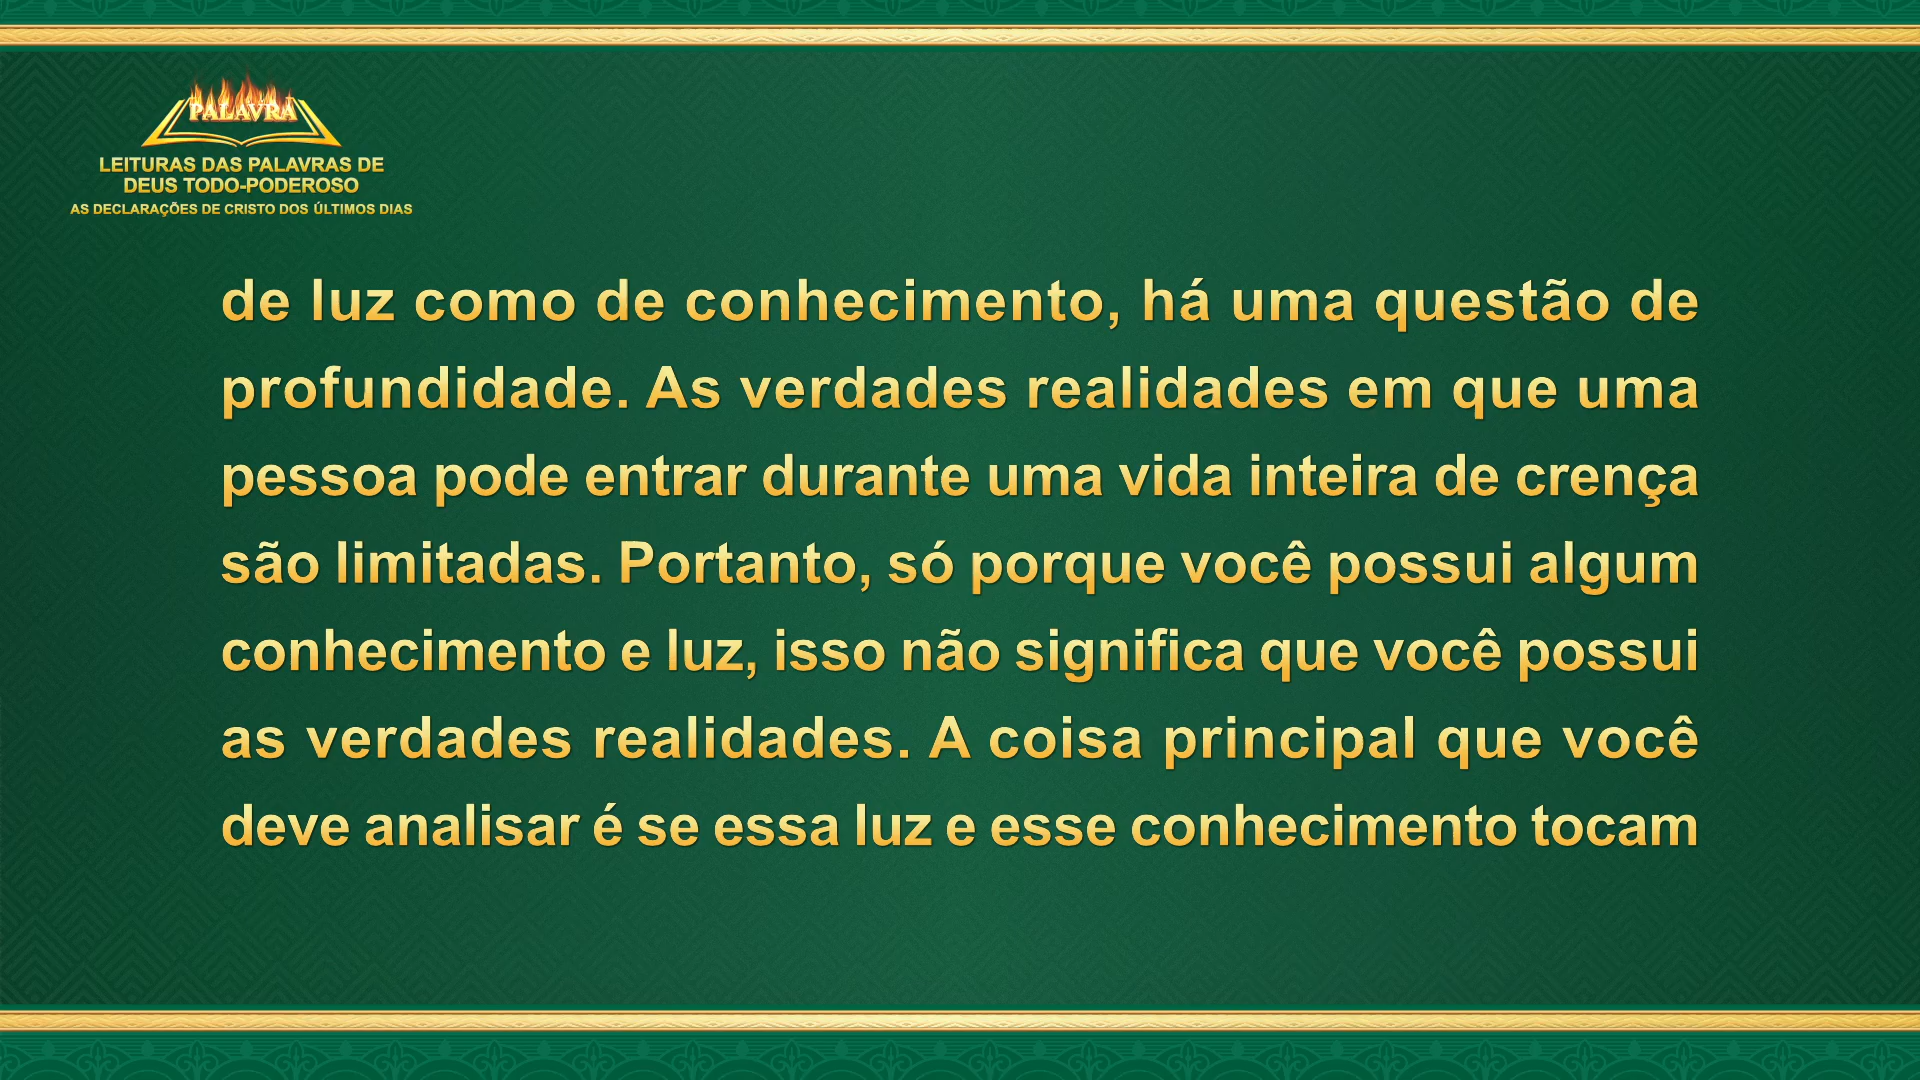 PALAVRA
LEITURAS DAS PALAVRAS DE
DEUS TODO-PODEROSO
AS DECLARAÇÕES DE CRISTO DOS ÚLTIMOS DIAS
de luz como de conhecimento, há uma questão de
profundidade. As verdades realidades em que uma
pessoa pode entrar durante uma vida inteira de crença
são limitadas. Portanto, só porque você possui algum
conhecimento e luz, isso não significa que você possui
as verdades realidades. A coisa principal que você
deve analisar é se essa luz e esse conhecimento tocam